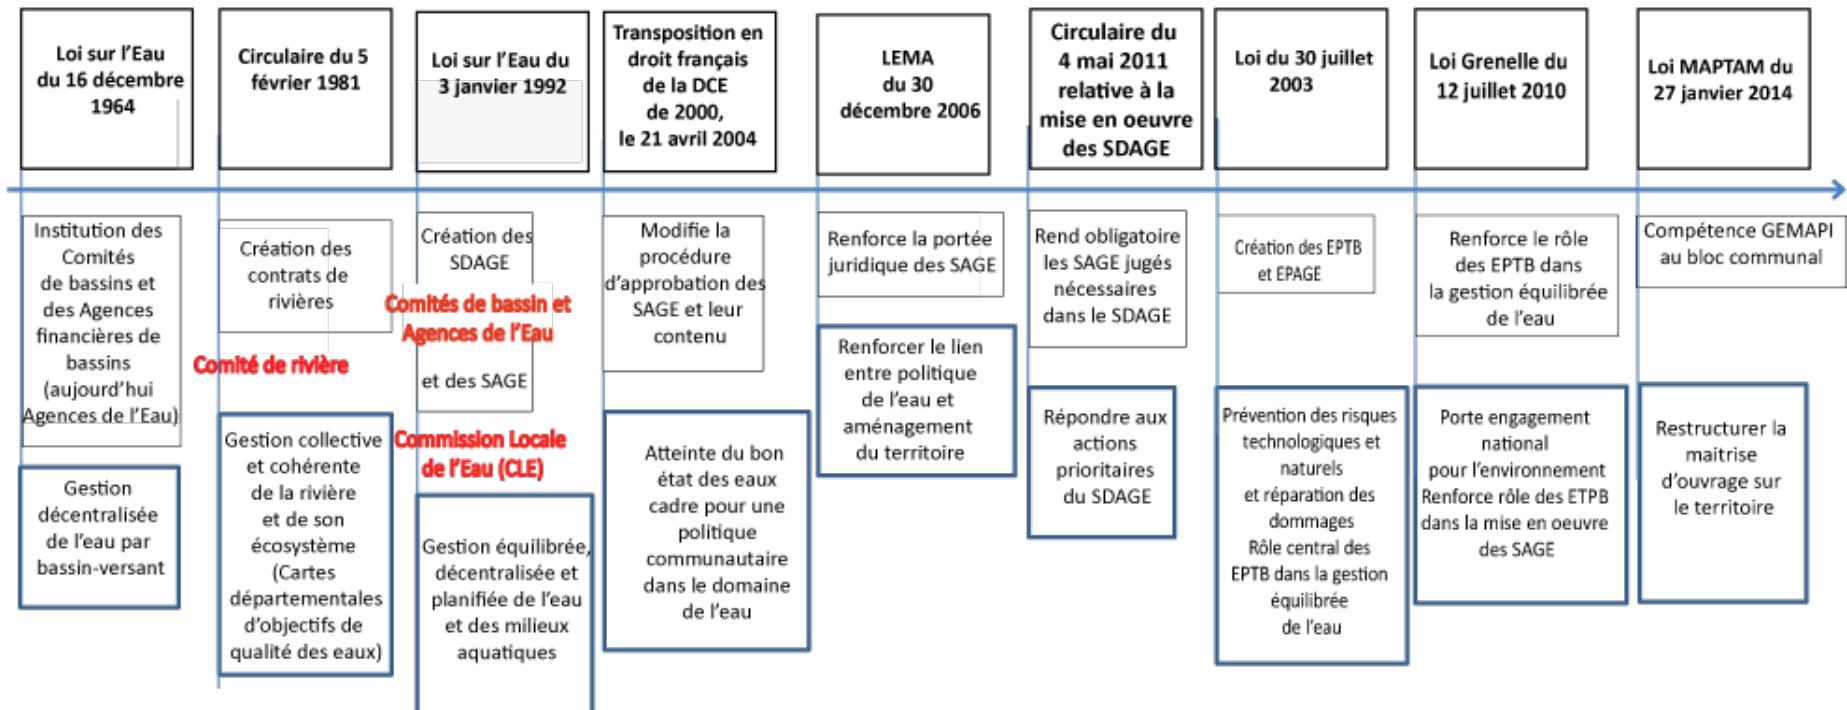 Loi sur l'Eau
du 16 décembre
1964
Circulaire du 5
février 1981
Loi sur l'Eau du
3 janvier 1992
Transposition en
droit français
de la DCE
de 2000,
le 21 avril 2004
LEMA
du 30
décembre 2006
Circulaire du
4 mai 2011
relative à la
mise en oeuvre
des SDAGE
Loi du 30 juillet
2003
Loi Grenelle du
12 juillet 2010
Loi MAPTAM du
27 janvier 2014
Institution des
Comités
de bassins et
des Agences
financières de
bassins
(aujourd'hui
Agences de l'Eau)
Gestion
décentralisée
de l'eau par
bassin-versant
Création des
contrats de
rivières
Comité de rivière
Gestion collective
et cohérente
de la rivière
et de son
écosystème
(Cartes
départementales
d'objectifs de
qualité des eaux)
Création des
SDAGE
Comités de bassin et
Agences de l'Eau
et des SAGE
Commission Locale
de l'Eau (CLE)
Gestion équilibrée,
décentralisée et
planifiée de l'eau
et des milieux
aquatiques
Modifie la
procédure
d'approbation des
SAGE et leur
contenu
Atteinte du bon
état des eaux
cadre pour une
politique
communautaire
dans le domaine
de l'eau
Renforce la portée
juridique des SAGE
Renforcer le lien
entre politique
de l'eau et
aménagement
du territoire
Rend obligatoire
les SAGE jugés
nécessaires
dans le SDAGE
Répondre aux
actions
prioritaires
du SDAGE
Création des EPTB
et EPAGE
Prévention des risques
technologiques et
naturels
et réparation des
dommages
Rôle central des
EPTB dans la gestion
équilibrée
de l'eau
Renforce le rôle
des EPTB dans
la gestion équilibrée
de l'eau
Porte engagement
national
pour l'environnement
Renforce rôle des ETPB
dans la mise en oeuvre
des SAGE
Compétence GEMAPI
au bloc communal
Restructurer la
maitrise
d'ouvrage sur
le territoire